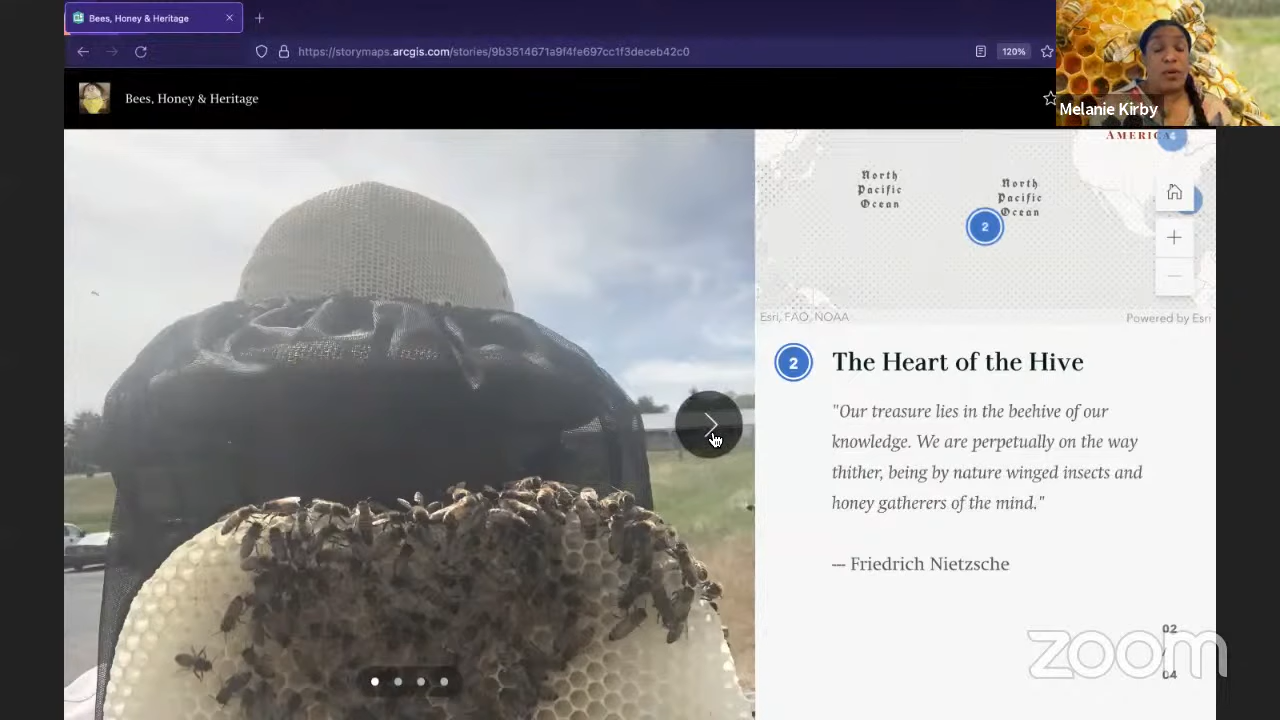 Bees, Honey & Heritage
https://storymaps.arcgis.com/stories/9b3514671a9f4fe697cc1f3deceb42c0
120%
Melanie Kirby
Bees, Honey & Heritage
North
Pacific
Ocean
North
Pacific
Ocean
2
Esri, FAO, NOAA
Powered by Esri
2
The Heart of the Hive
"Our treasure lies in the beehive of our
knowledge. We are perpetually on the way
thither, being by nature winged insects and
honey gatherers of the mind."
— Friedrich Nietzsche
02
/
04
zoom